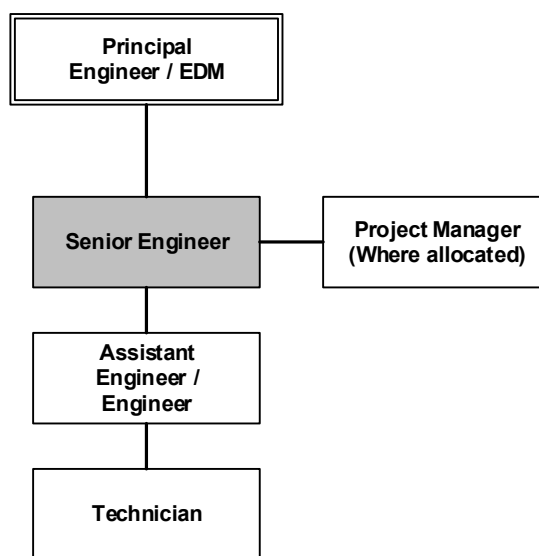 Principal
Engineer / EDM
Senior Engineer
Project Manager
(Where allocated)
Assistant
Engineer /
Engineer
Technician